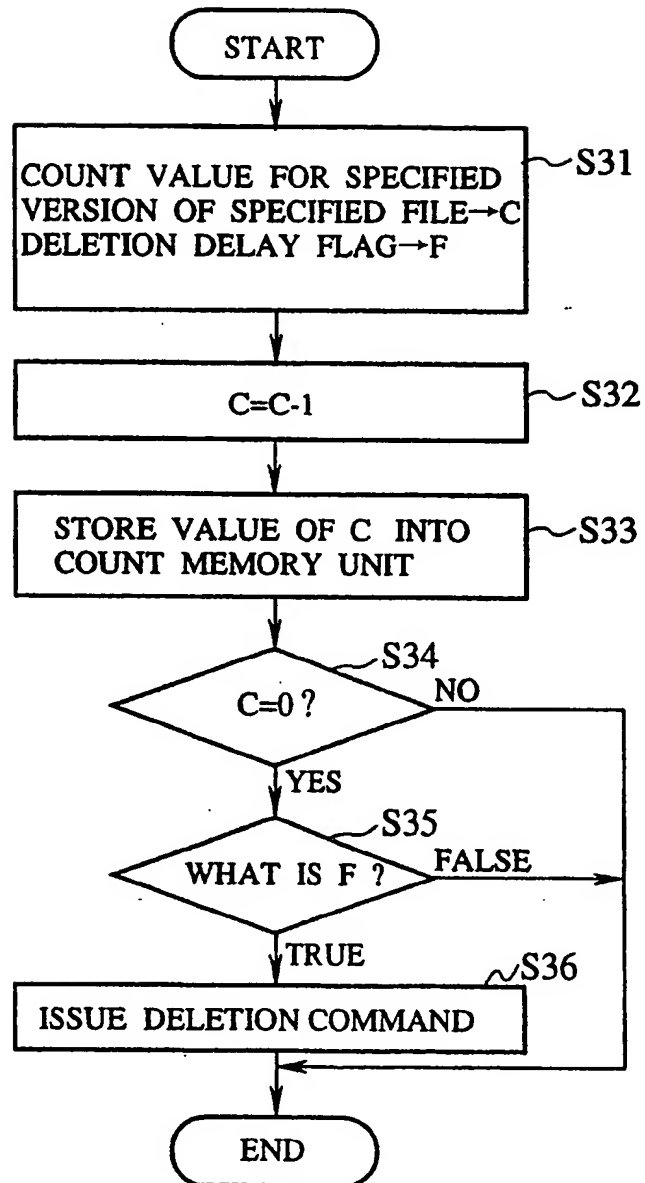 START
COUNT VALUE FOR SPECIFIED
VERSION OF SPECIFIED FILE→C
DELETION DELAY FLAG→F
S31
C=C-1
S32
STORE VALUE OF C INTO
COUNT MEMORY UNIT
S33
S34
C=0?
NO
YES
S35
WHAT IS F ?
FALSE
TRUE
S36
ISSUE DELETION COMMAND
END